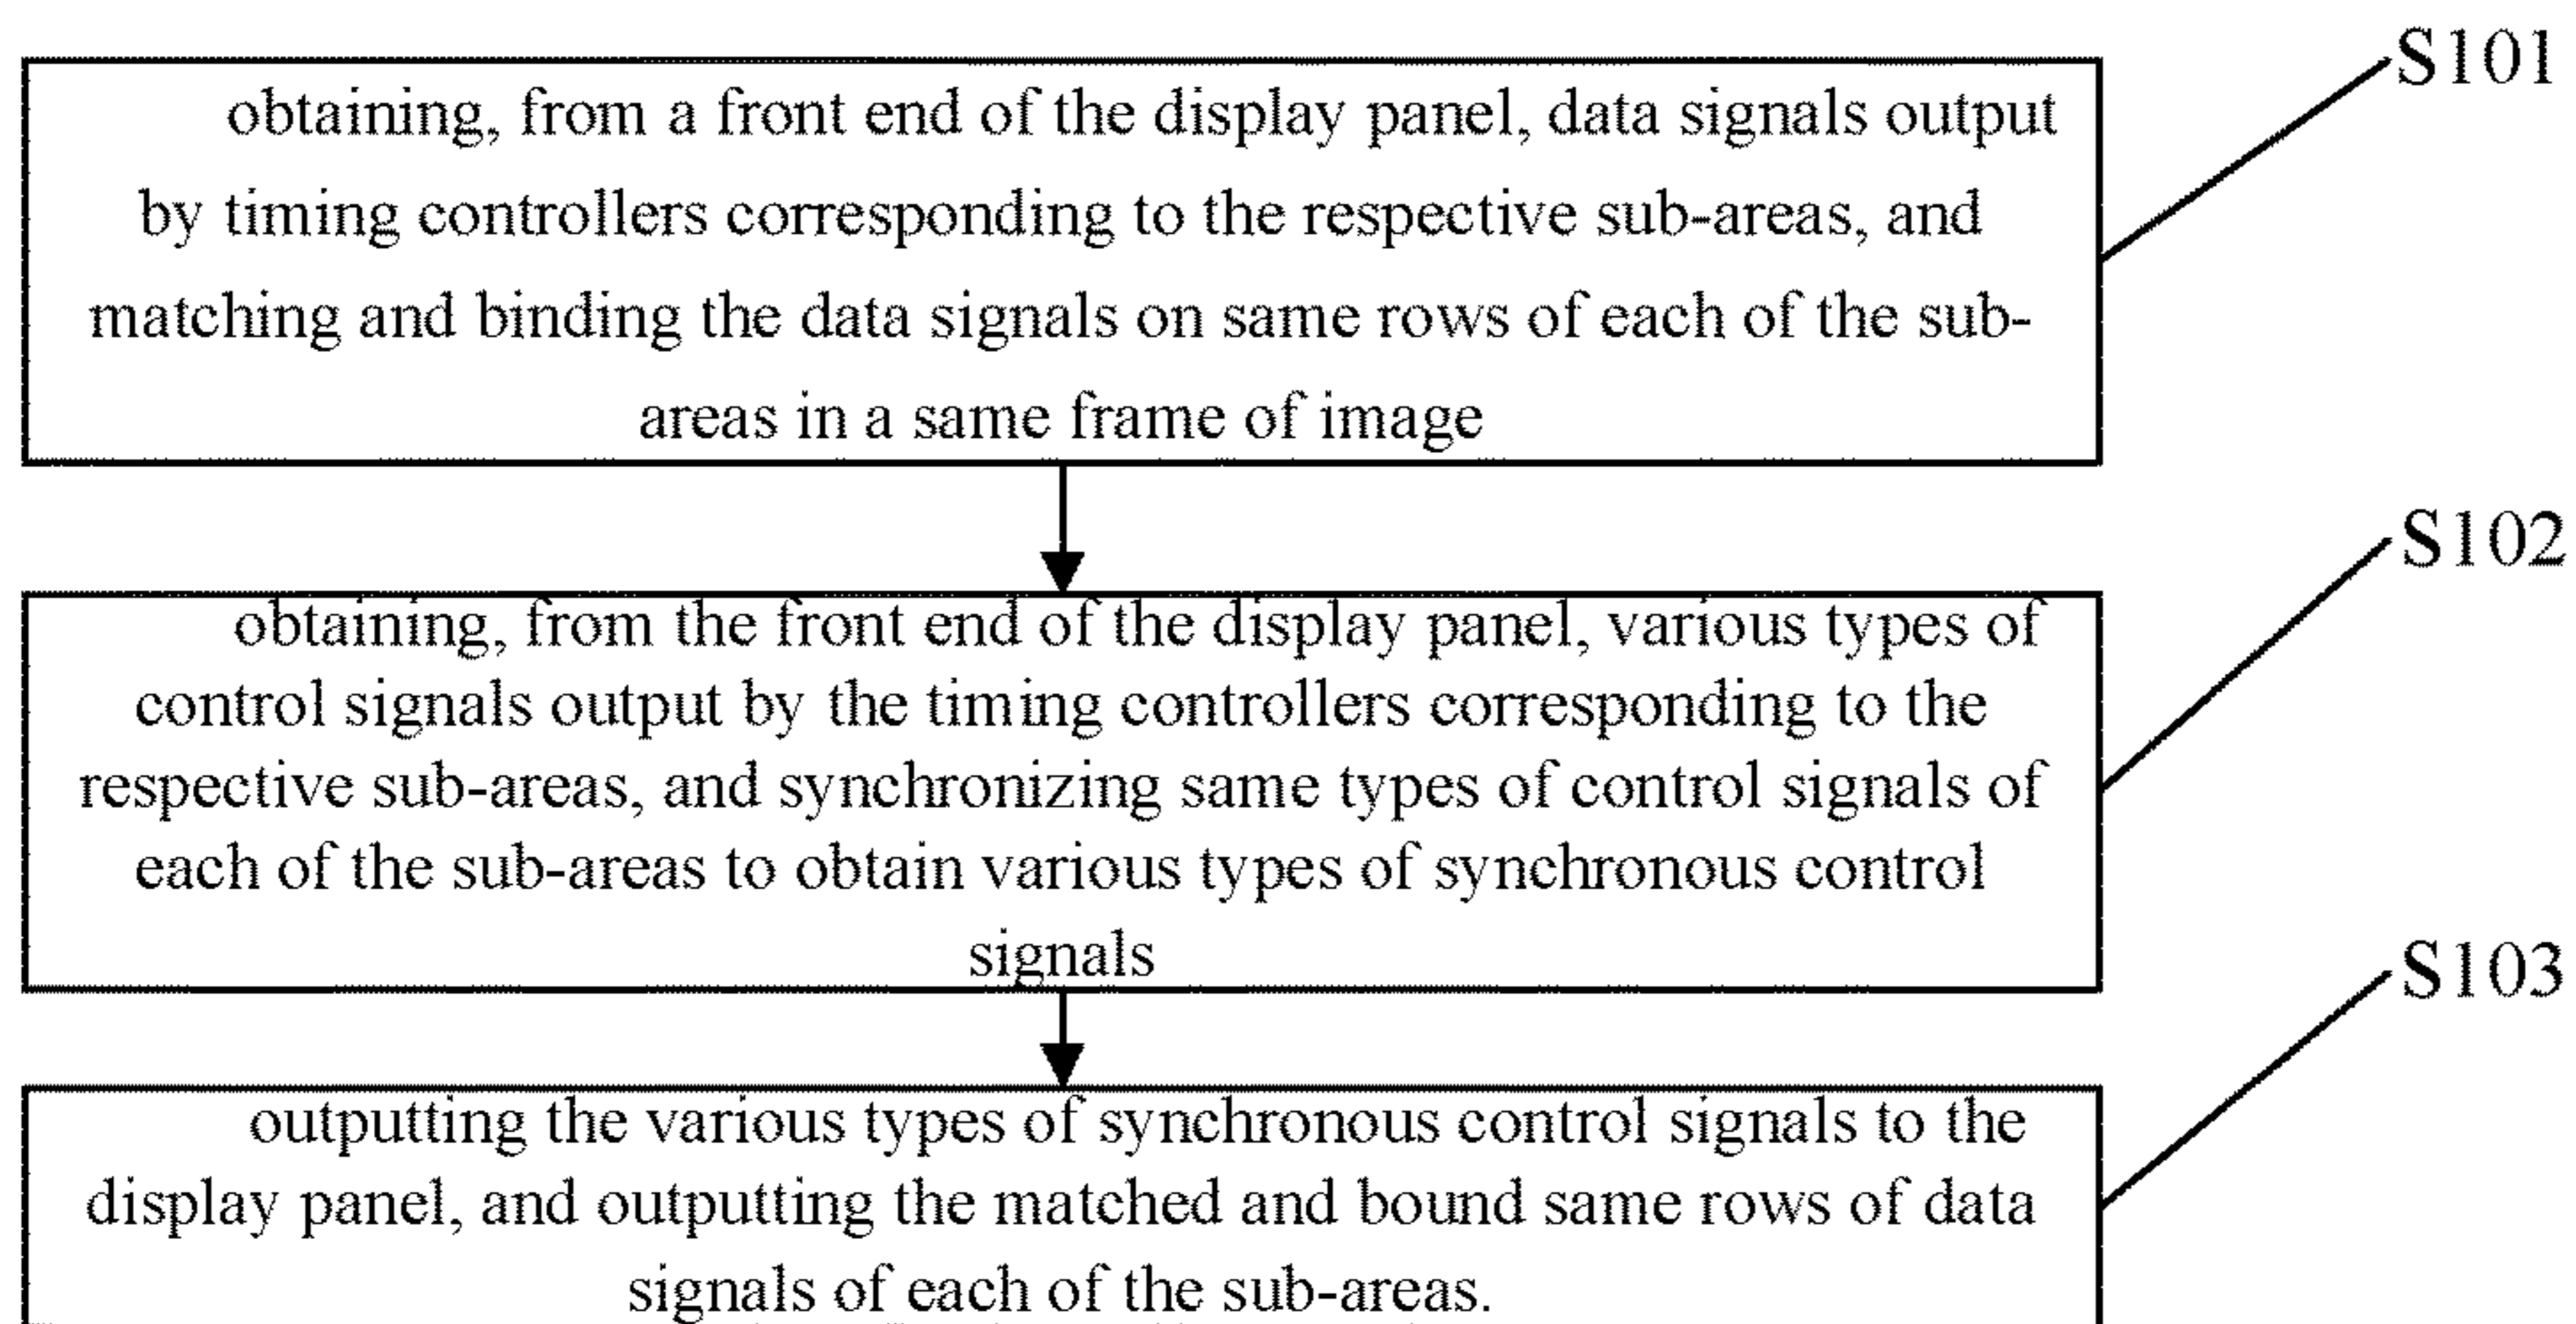 S101
obtaining, from a front end of the display panel, data signals output
by timing controllers corresponding to the respective sub-areas, and
matching and binding the data signals on same rows of each of the sub-
areas in a same frame of image
S102
obtaining, from the front end of the display panel, various types of
control signals output by the timing controllers corresponding to the
respective sub-areas, and synchronizing same types of control signals of
each of the sub-areas to obtain various types of synchronous control
signals
S103
outputting the various types of synchronous control signals to the
display panel, and outputting the matched and bound same rows of data
signals of each of the sub-areas.